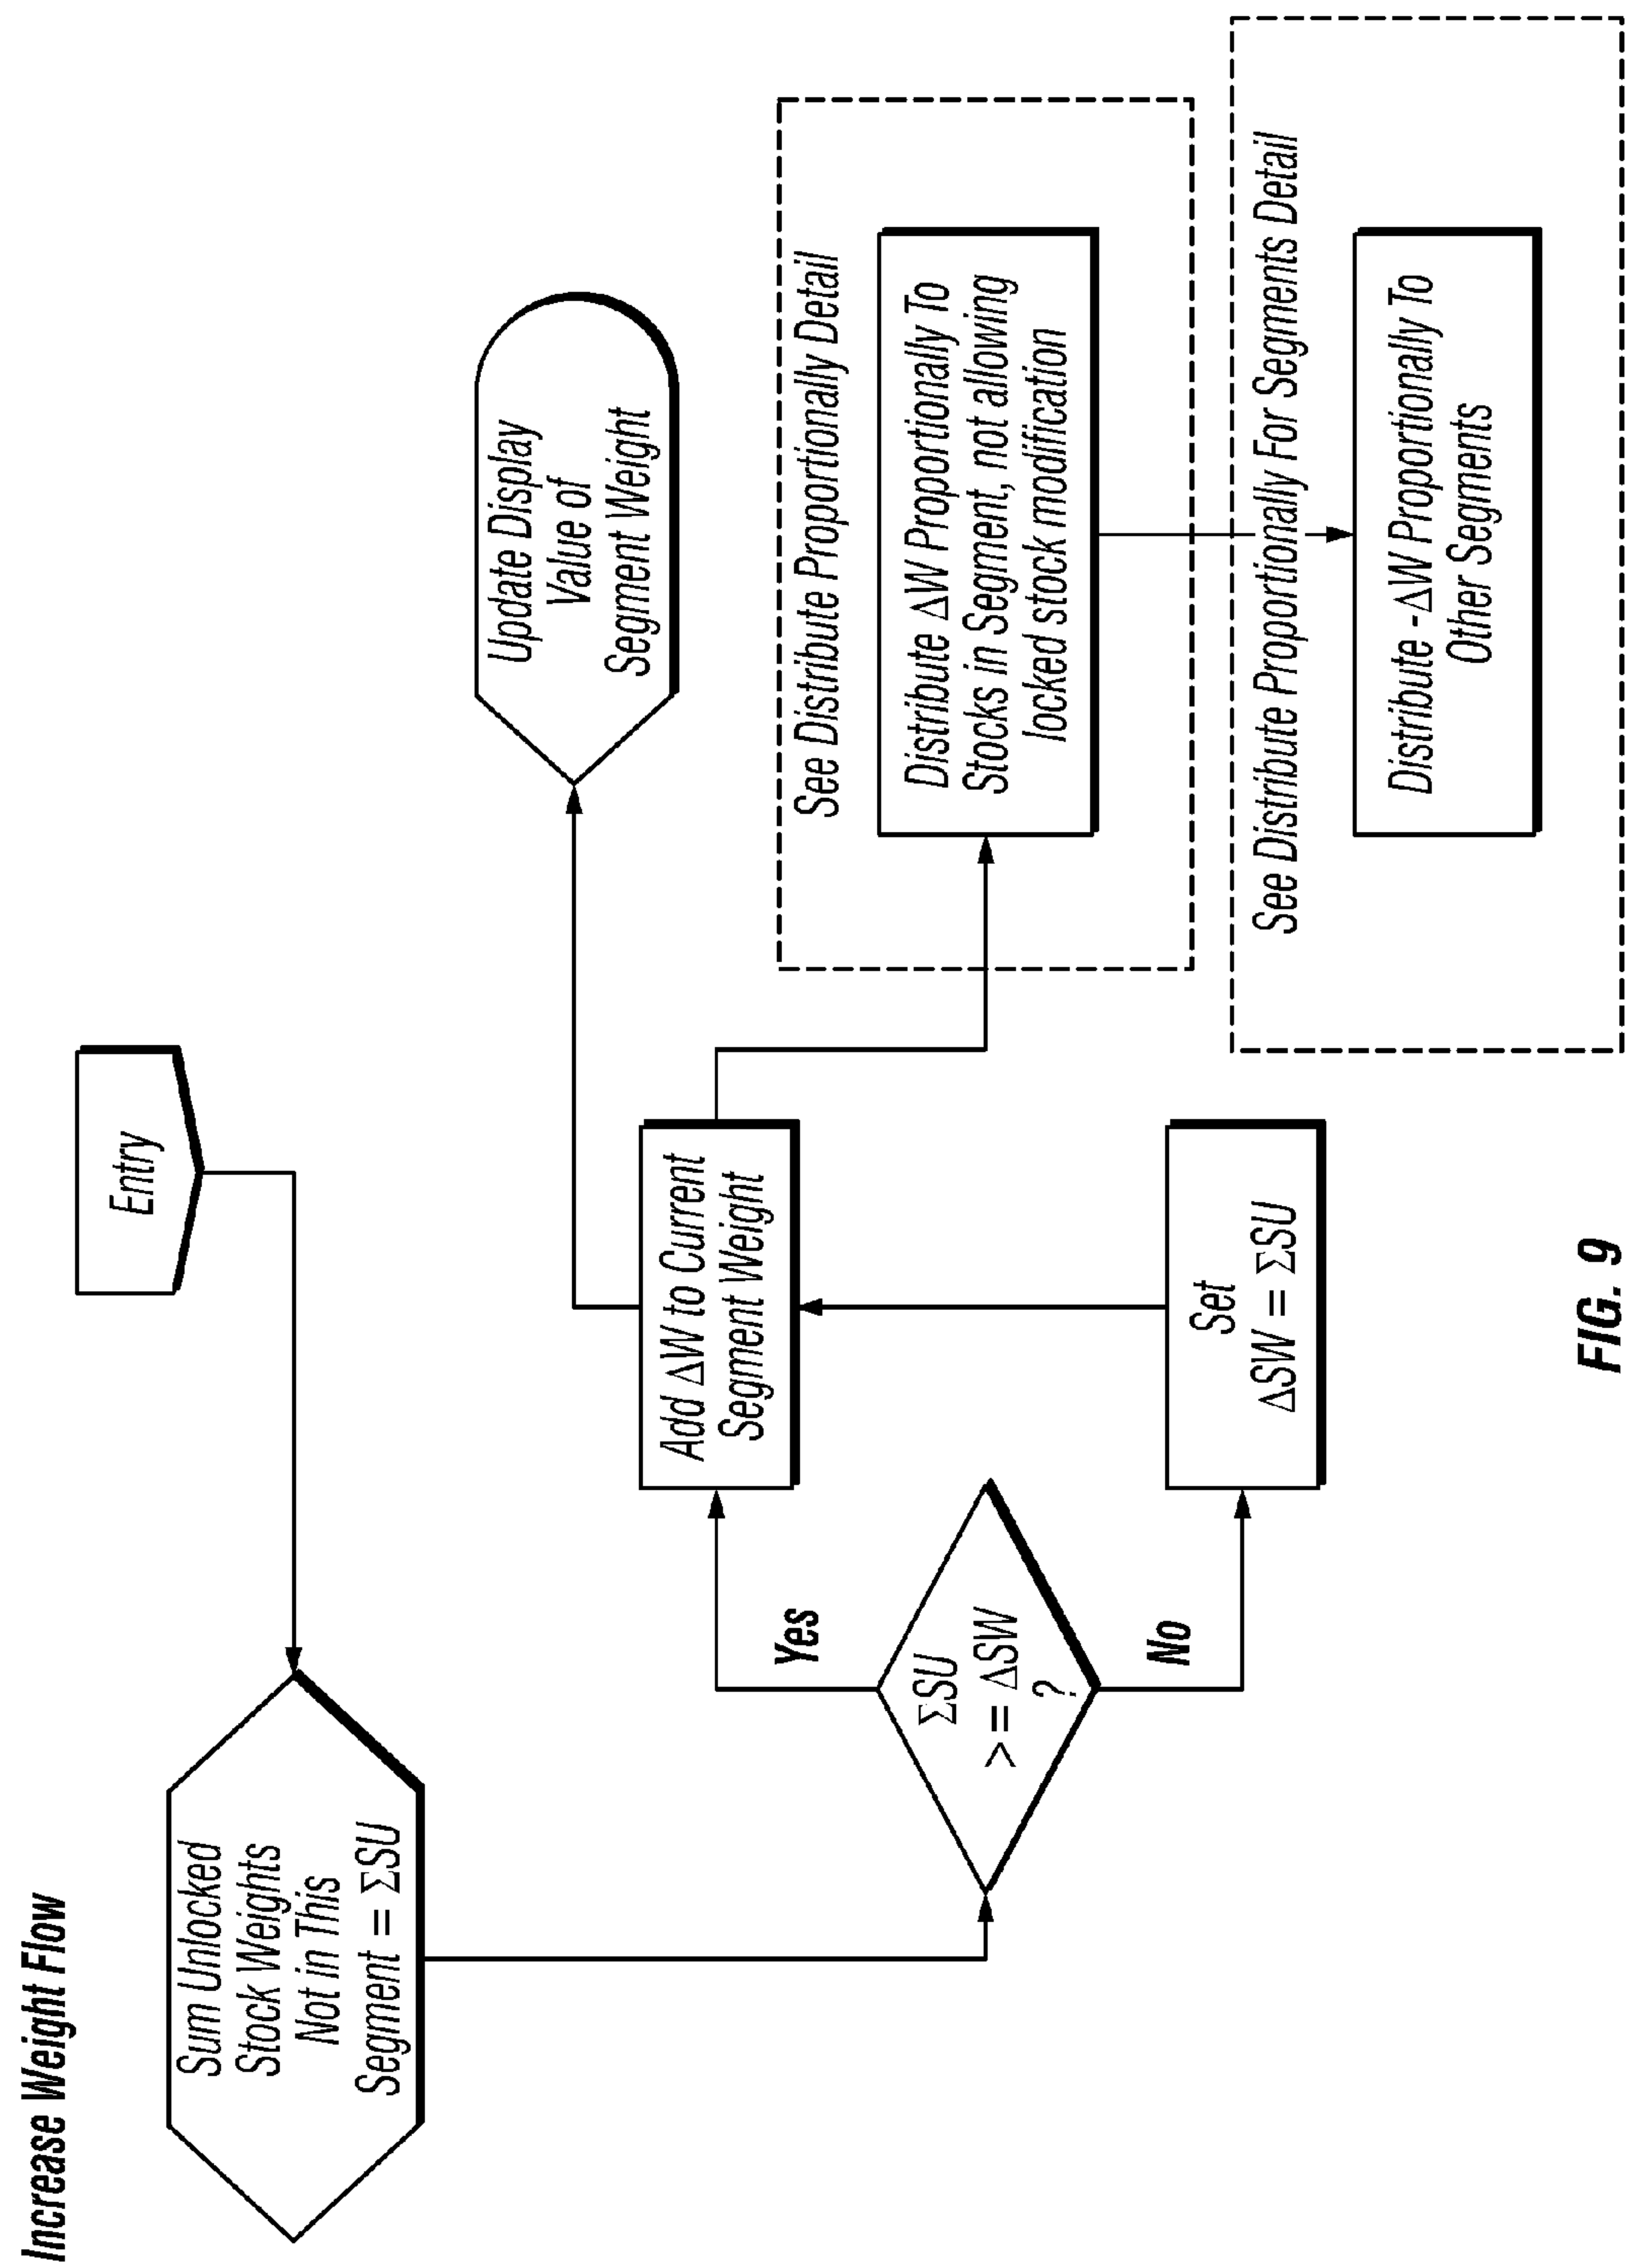 Increase Weight Flow
Entry
Sum Unlocked
Stock Weights
Not in This
Segment = ΣSU
ΣSU
>= ΔSW
?
Yes
No
Add ΔW to Current
Segment Weight
Set
ΔSW = ΣSU
Update Display
Value of
Segment Weight
See Distribute Proportionally Detail
Distribute ΔW Proportionally To
Stocks in Segment, not allowing
locked stock modification
See Distribute Proportionally For Segments Detail
Distribute -ΔW Proportionally To
Other Segments
FIG. 9